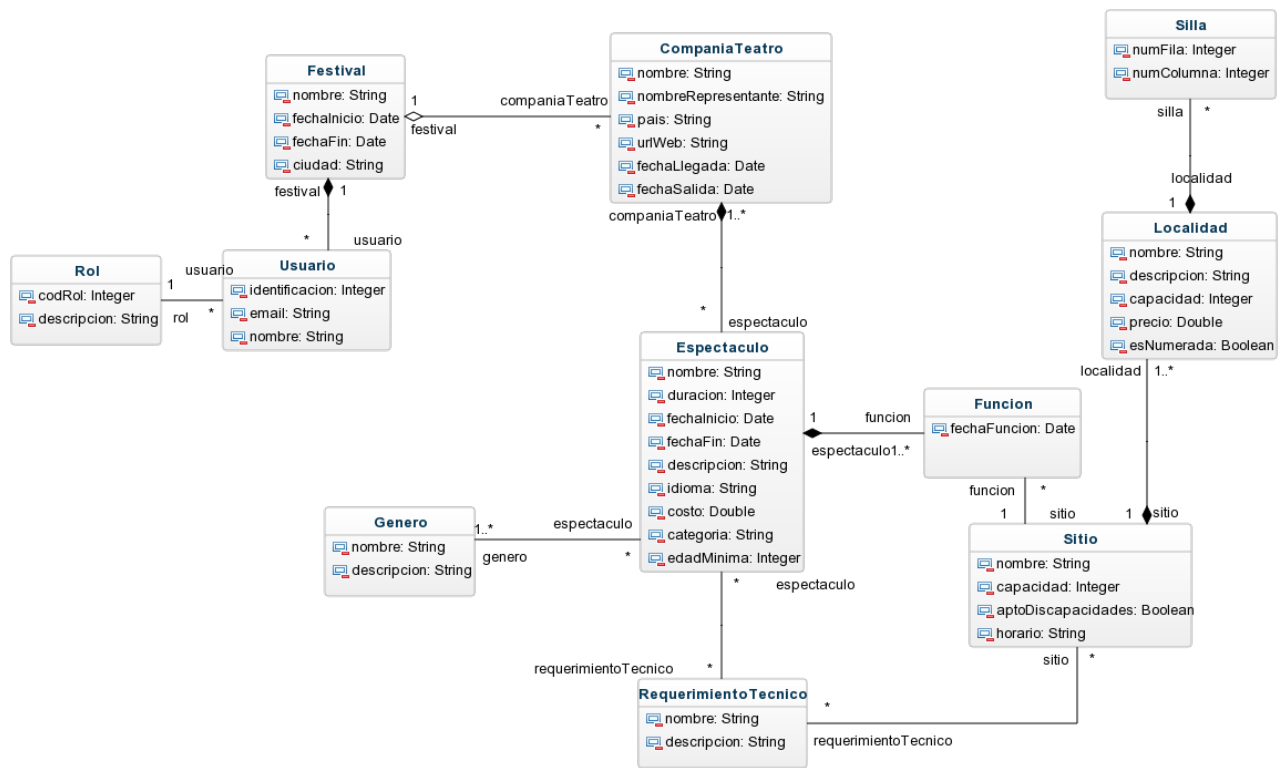 Festival
nombre: String
fechaInicio: Date
fechaFin: Date
ciudad: String
1
festival
companiaTeatro
*
CompaniaTeatro
nombre: String
nombreRepresentante: String
pais: String
urlWeb: String
fechaLlegada: Date
fechaSalida: Date
Silla
numFila: Integer
numColumna: Integer
silla
*
localidad
1
festival
1
*
usuario
companiaTeatro
1..*
*
espectaculo
Rol
codRol: Integer
descripcion: String
usuario
1
rol
*
Usuario
identificacion: Integer
email: String
nombre: String
Localidad
nombre: String
descripcion: String
capacidad: Integer
precio: Double
esNumerada: Boolean
localidad
1..*
1
sitio
Espectaculo
nombre: String
duracion: Integer
fechaInicio: Date
fechaFin: Date
descripcion: String
idioma: String
costo: Double
categoria: String
edadMinima: Integer
1
funcion
espectaculo1..*
Funcion
fechaFuncion: Date
funcion
*
1
sitio
Genero
nombre: String
descripcion: String
1..*
espectaculo
genero
*
Sitio
nombre: String
capacidad: Integer
aptoDiscapacidades: Boolean
horario: String
*
espectaculo
requerimientoTecnico
*
sitio
*
RequerimientoTecnico
nombre: String
descripcion: String
*
requerimientoTecnico